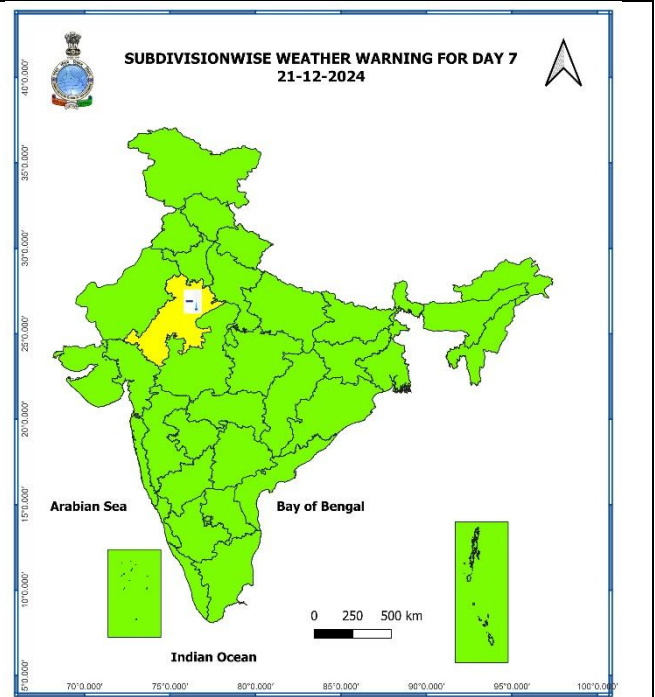 SUBDIVISIONWISE WEATHER WARNING FOR DAY 7
21-12-2024
40°0.000'
35°0.000'
30°0.000'
25°0.000'
20°0.000'
15°0.000'
10°0.000'
5°0.000'
Arabian Sea
Bay of Bengal
0 250 500 km
Indian Ocean
70°0.000' 75°0.000' 80°0.000' 85°0.000' 90°0.000' 95°0.000' 100°0.000'